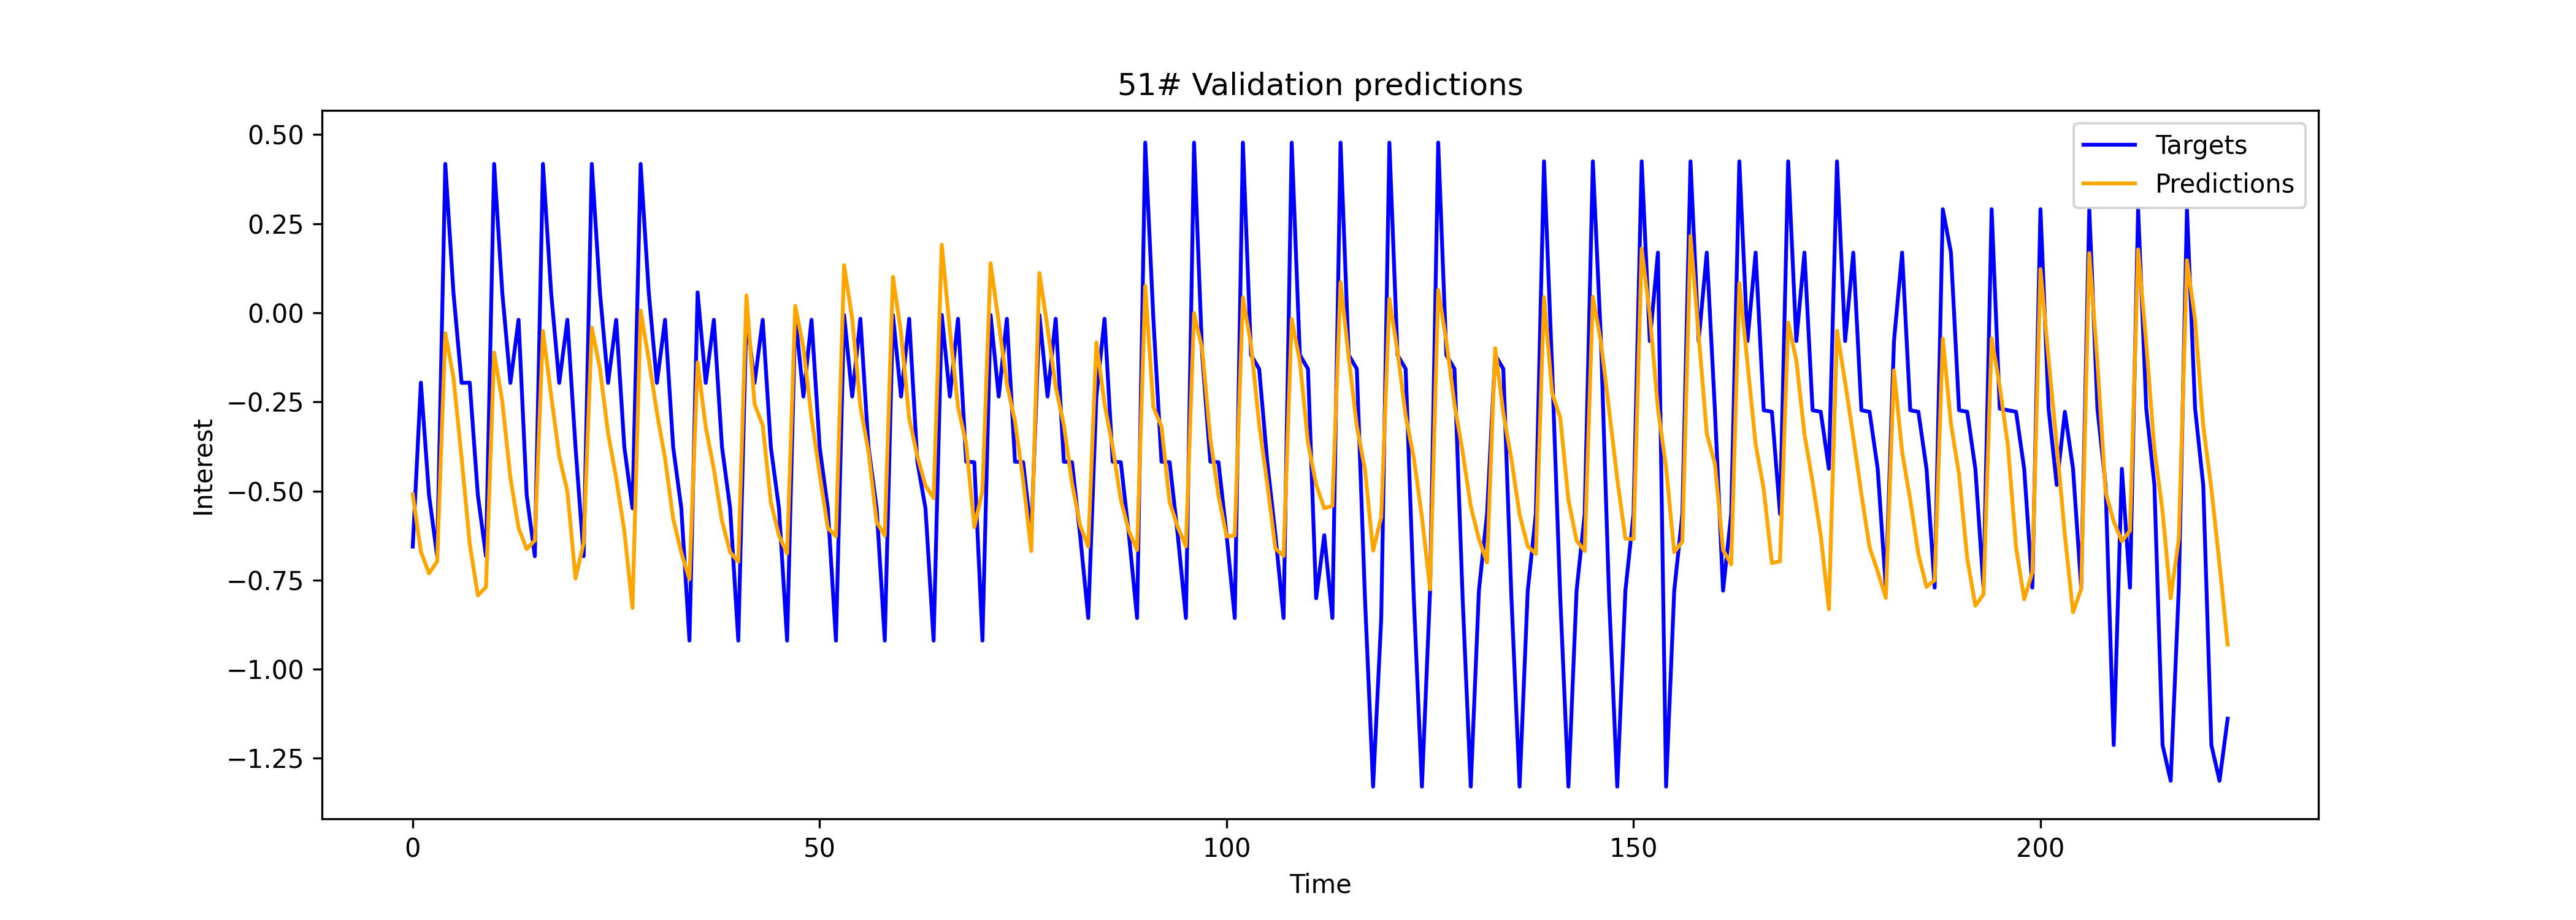 51# Validation predictions
Targets
Predictions
Interest
0.50
0.25
0.00
−0.25
−0.50
−0.75
−1.00
−1.25
0 50 100 150 200
Time